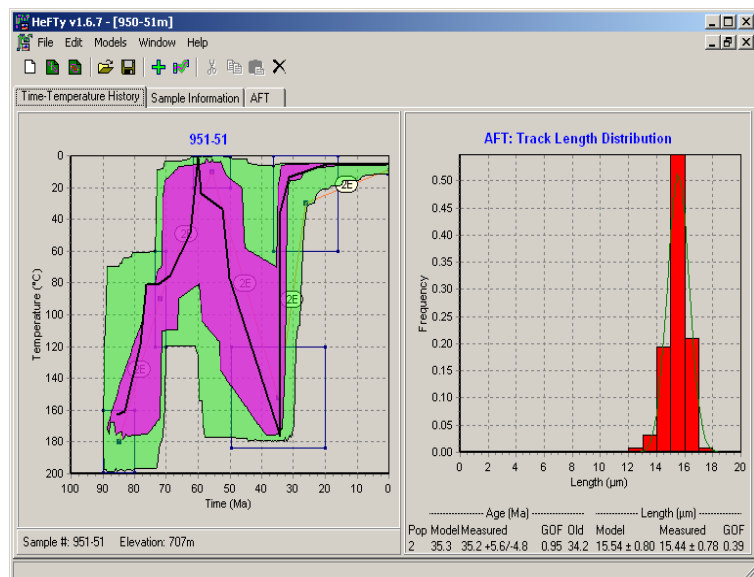 HeFTy v1.6.7 - [950-51m]
File Edit Models Window Help
Time-Temperature History Sample Information AFT
951-51
0
20
40
60
80
100
120
140
160
180
200
Temperature (°C)
2E
2E
2E
2E
2E
100 90 80 70 60 50 40 30 20 10 0
Time (Ma)
Sample #: 951-51 Elevation: 707m
AFT: Track Length Distribution
0.50
0.45
0.40
0.35
0.30
0.25
0.20
0.15
0.10
0.05
0.00
Frequency
0 2 4 6 8 10 12 14 16 18 20
Length (µm)
---------- Age (Ma) ---------- ------ Length (µm) ------
Pop Model Measured GOF Old Model Measured GOF
2 35.3 35.2 +5.6/-4.8 0.95 34.2 15.54 ± 0.80 15.44 ± 0.78 0.39